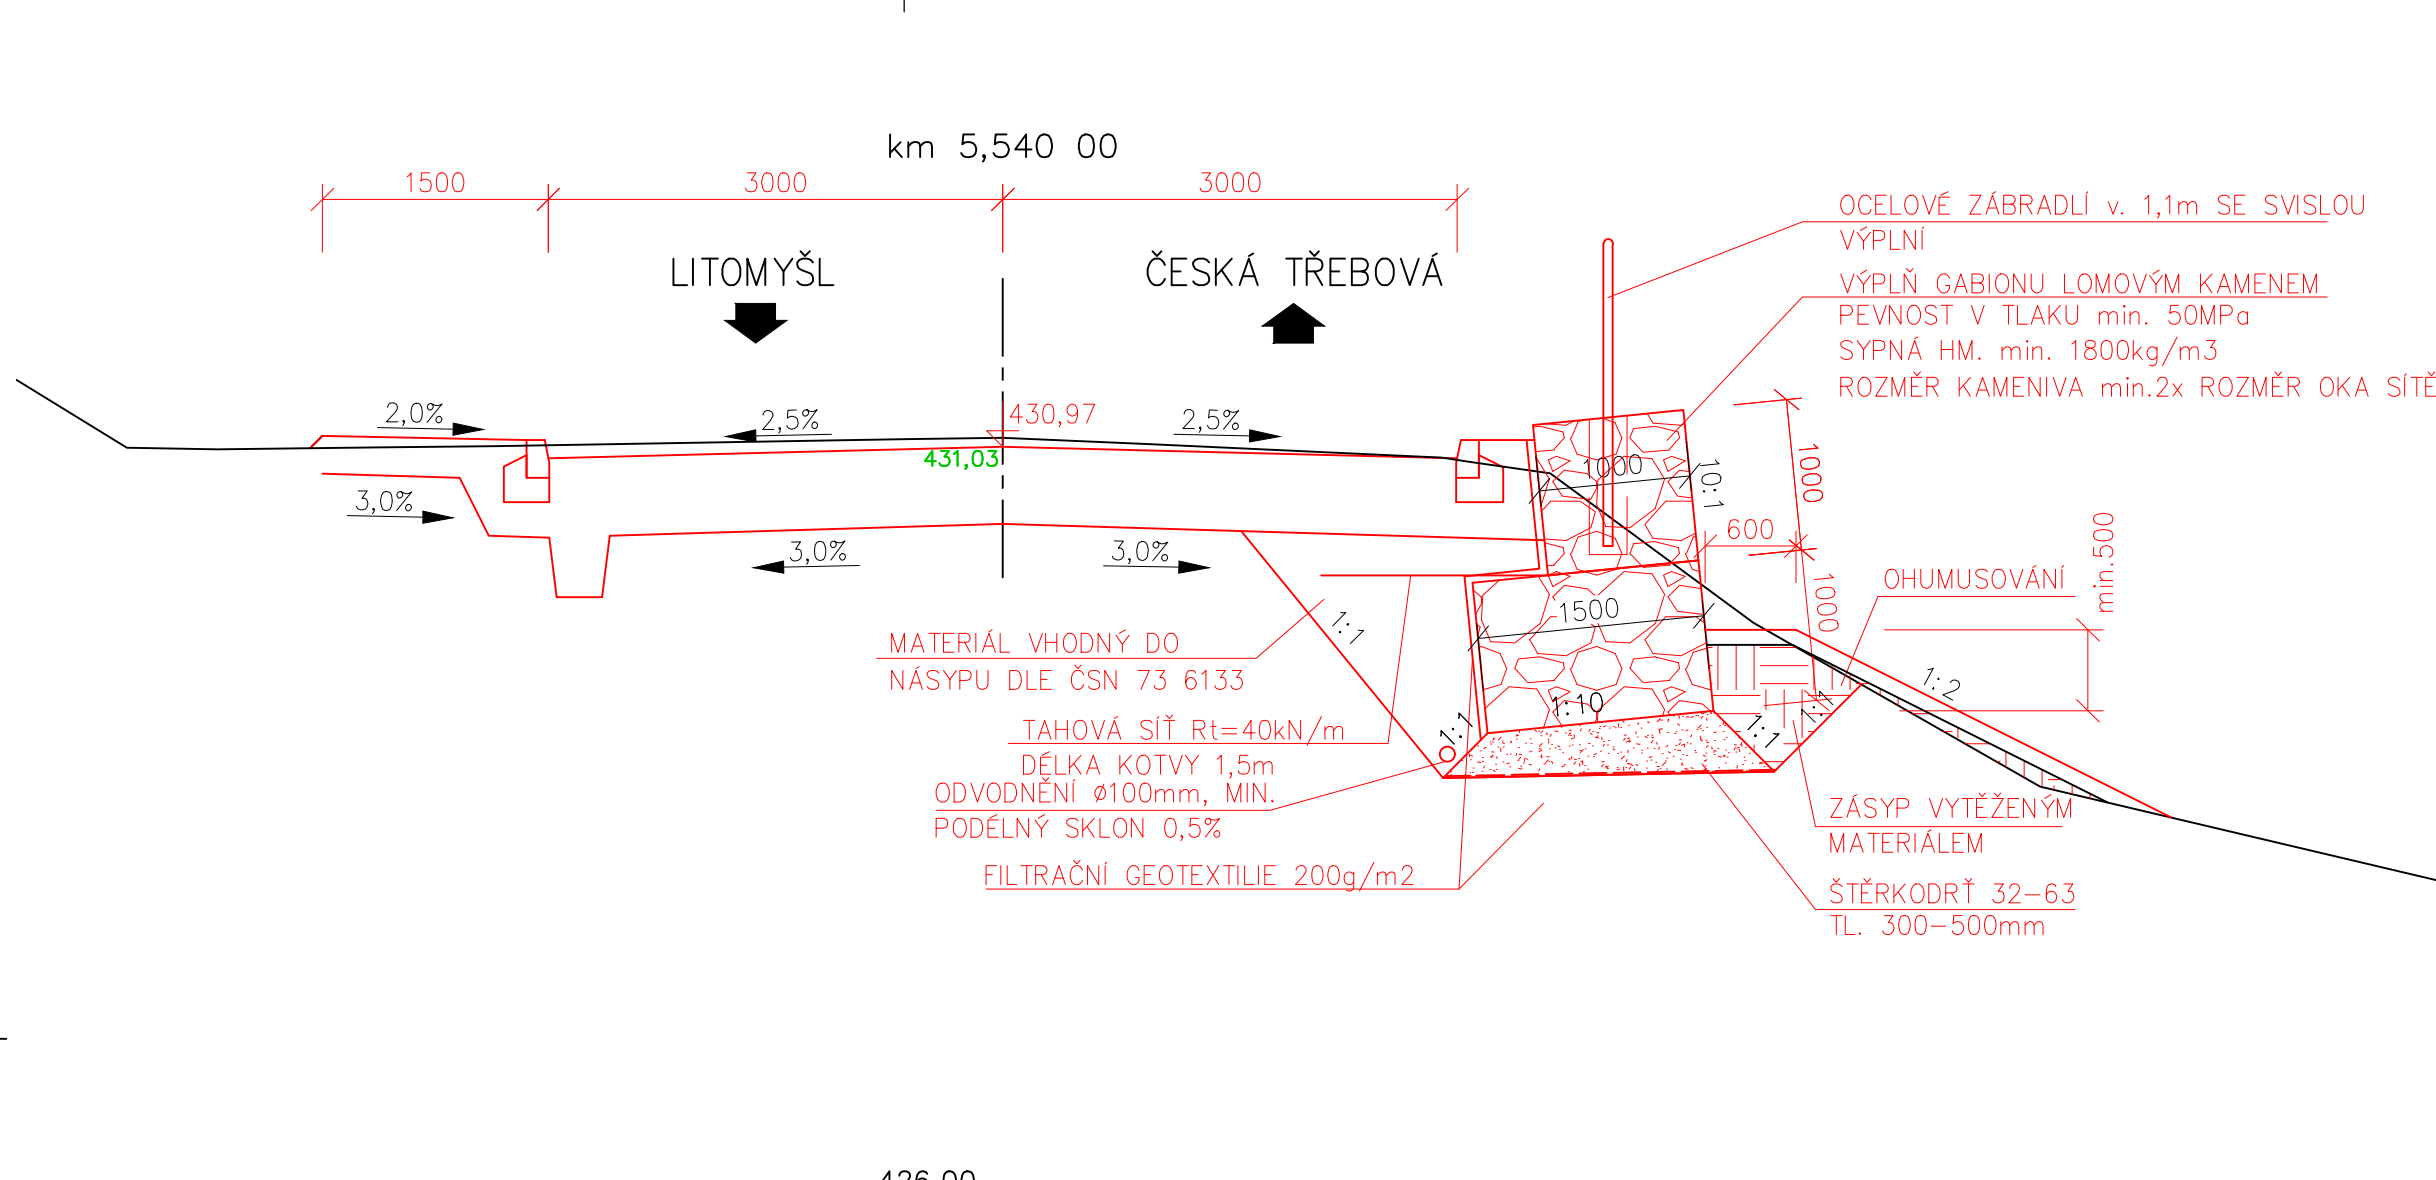 km 5,540 00
1500
3000
3000
LITOMYŠL
ČESKÁ TŘEBOVÁ
OCELOVÉ ZÁBRADLÍ v. 1,1m SE SVISLOU
VÝPLNÍ
VÝPLŇ GABIONU LOMOVÝM KAMENEM
PEVNOST V TLAKU min. 50MPa
SYPNÁ HM. min. 1800kg/m3
ROZMĚR KAMENIVA min.2x ROZMĚR OKA SÍTĚ
2,0%
2,5%
430,97
2,5%
431,03
3,0%
3,0%
3,0%
1000
10:1
1000
600
1000
min.500
OHUMUSOVÁNÍ
1:1
1500
1:10
1:1
1:1
1:1
1:2
MATERIÁL VHODNÝ DO
NÁSYPU DLE ČSN 73 6133
TAHOVÁ SÍŤ Rt=40kN/m
DÉLKA KOTVY 1,5m
ODVODNĚNÍ ø100mm, MIN.
PODÉLNÝ SKLON 0,5%
FILTRAČNÍ GEOTEXTILIE 200g/m2
ZÁSYP VYTĚŽENÝM
MATERIÁLEM
ŠTĚRKODRŤ 32-63
TL. 300-500mm
426,00